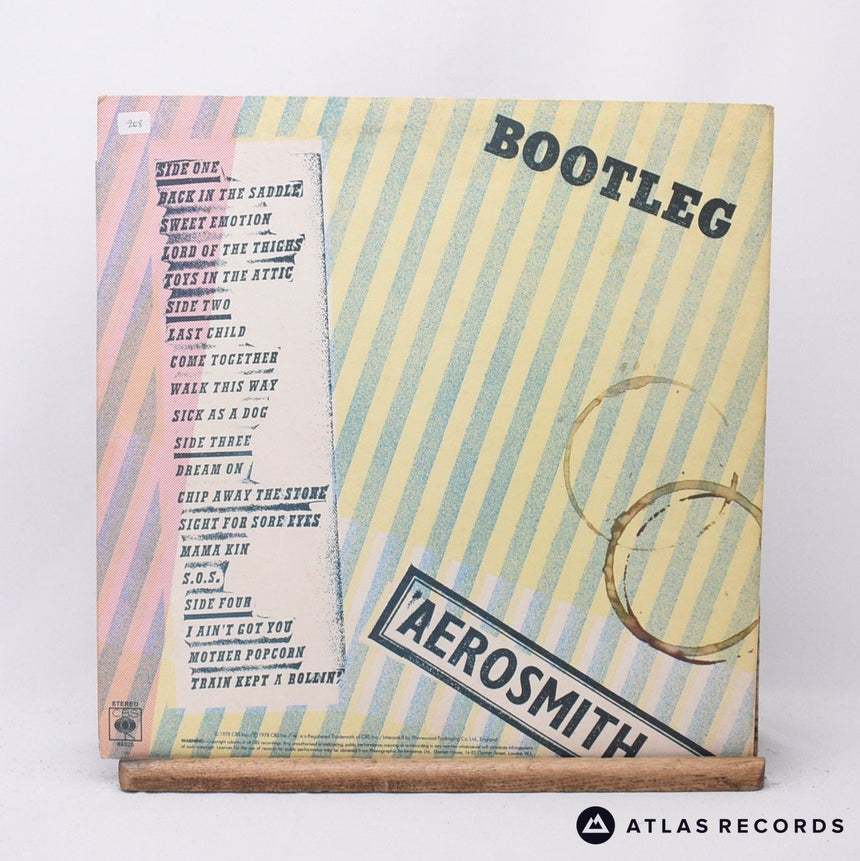 BOOTLEG
SIDE ONE
BACK IN THE SADDLE
SWEET EMOTION
LORD OF THE THIGHS
TOYS IN THE ATTIC
SIDE TWO
LAST CHILD
COME TOGETHER
WALK THIS WAY
SICK AS A DOG
SIDE THREE
DREAM ON
CHIP AWAY THE STONE
SIGHT FOR SORE EYES
MAMA KIN
S.O.S.
SIDE FOUR
I AIN'T GOT YOU
MOTHER POPCORN
TRAIN KEPT A ROLLIN'
AEROSMITH
STEREO
CBS
88325
ATLAS RECORDS